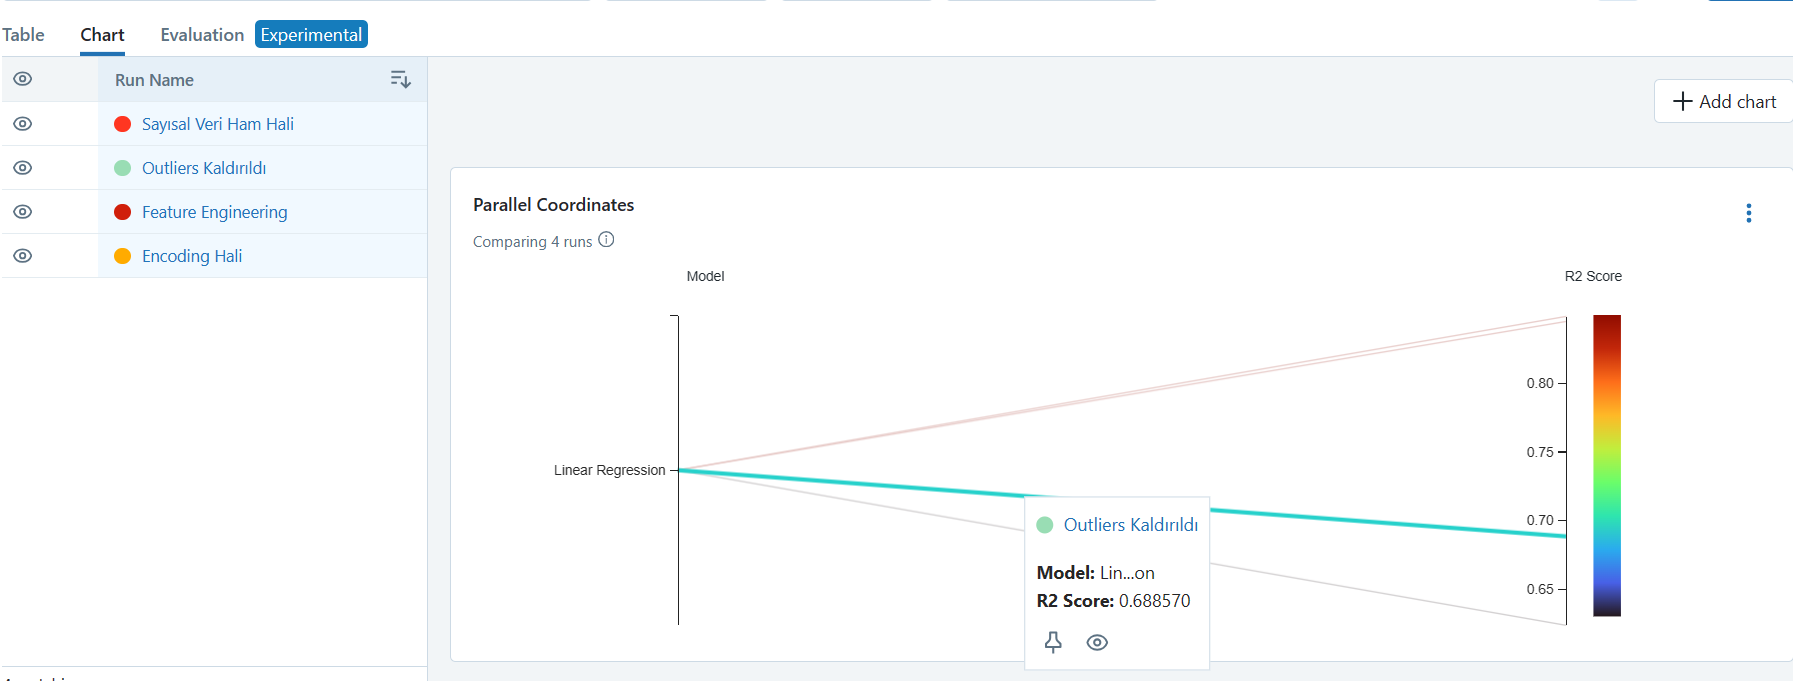 Table Chart Evaluation Experimental
Run Name
Sayısal Veri Ham Hali
Outliers Kaldırıldı
Feature Engineering
Encoding Hali
Add chart
Parallel Coordinates
Comparing 4 runs
Model
R2 Score
0.80
0.75
0.70
0.65
Linear Regression
Outliers Kaldırıldı
Model: Lin...on
R2 Score: 0.688570